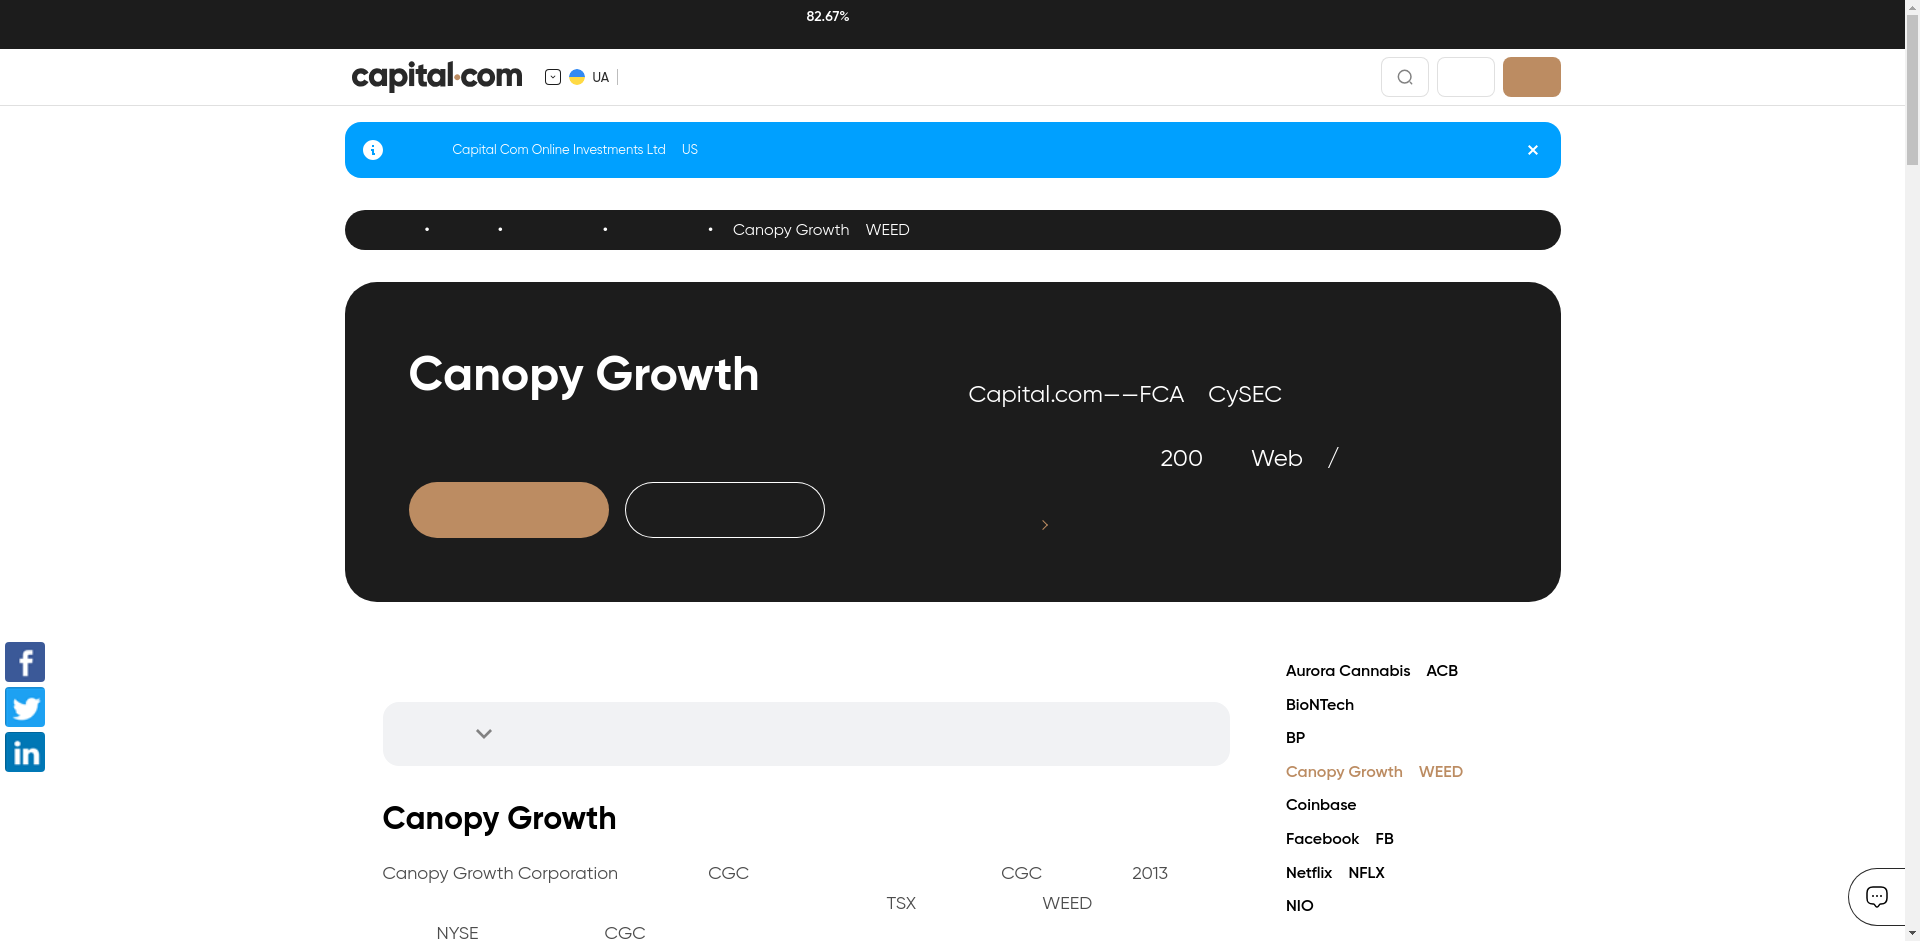 82.67%
capital.com UA
Capital Com Online Investments Ltd US
• • • • Canopy Growth WEED
Canopy Growth
Capital.com——FCA CySEC
200 Web /
Aurora Cannabis ACB
BioNTech
BP
Canopy Growth WEED
Coinbase
Facebook FB
Netflix NFLX
NIO
Canopy Growth
Canopy Growth Corporation CGC CGC 2013
TSX WEED
NYSE CGC